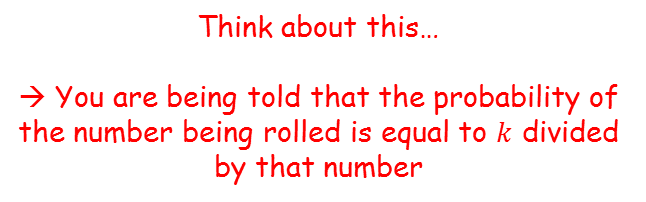 Think about this…
→ You are being told that the probability of
the number being rolled is equal to k divided
by that number